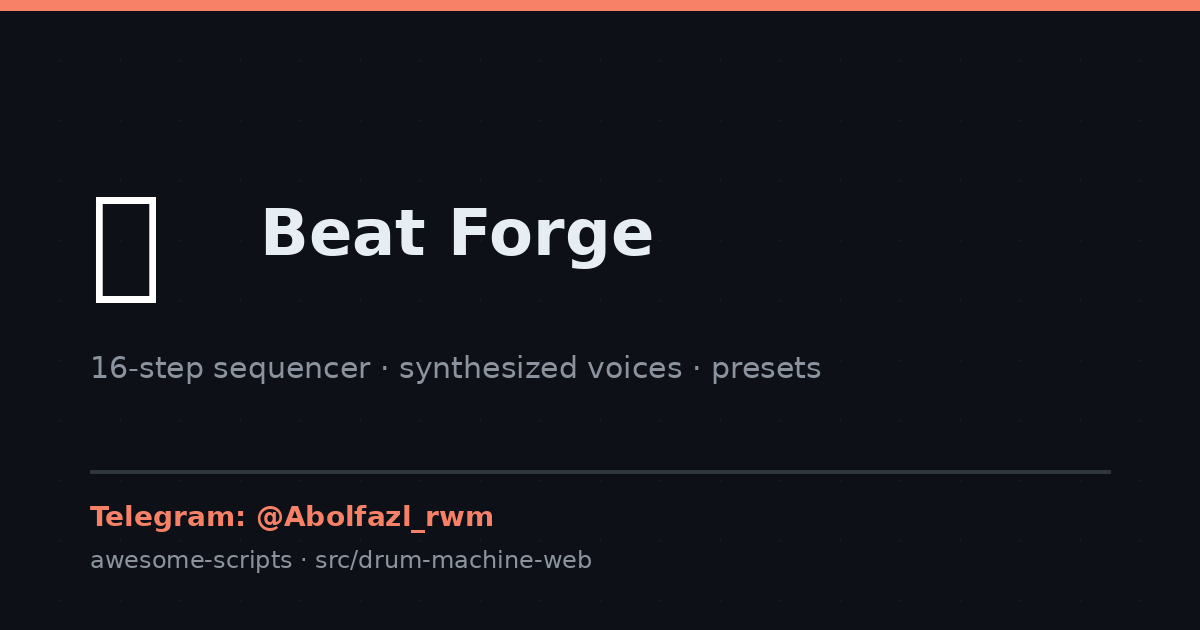 Beat Forge
16-step sequencer · synthesized voices · presets
Telegram: @Abolfazl_rwm
awesome-scripts · src/drum-machine-web